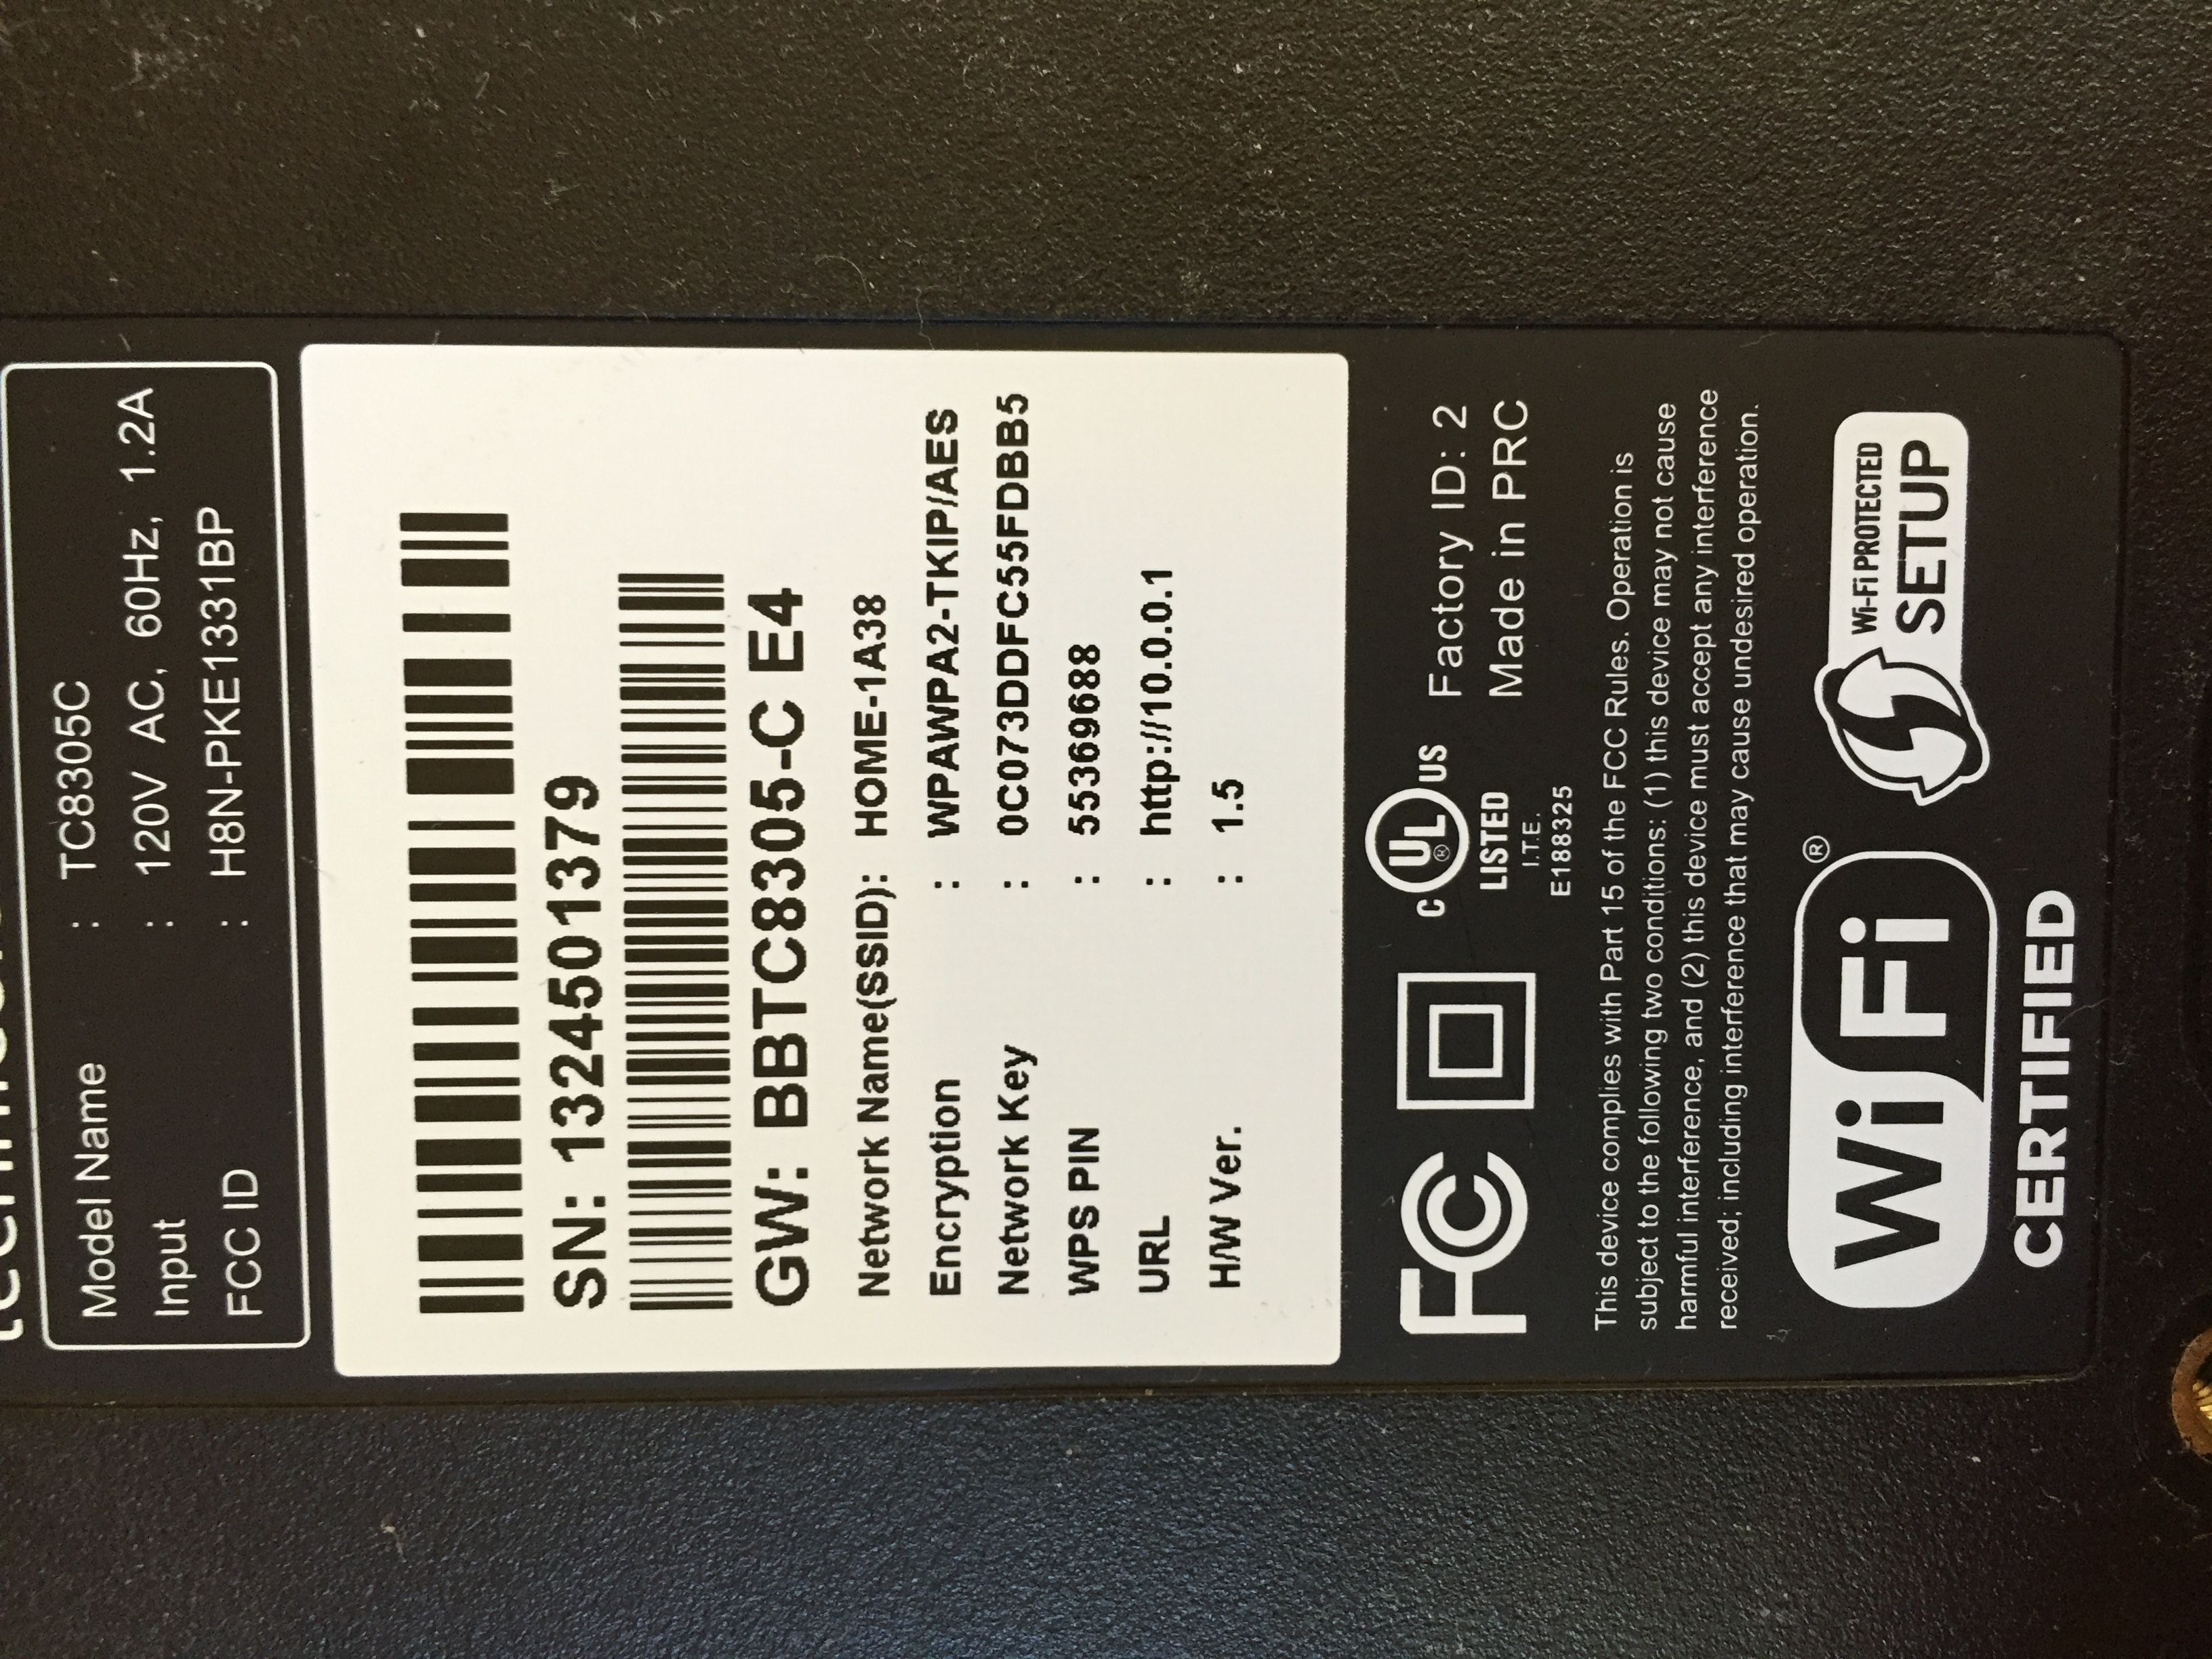 Model Name : TC8305C
Input : 120V AC, 60Hz, 1.2A
FCC ID : H8N-PKE1331BP
SN: 1324501379
GW: BBTC8305-C E4
Network Name(SSID): HOME-1A38
Encryption : WPAWPA2-TKIP/AES
Network Key : 0C073DDFC55FDBB5
WPS PIN : 55369688
URL : http://10.0.0.1
H/W Ver. : 1.5
FC
C UL® US
LISTED
I.T.E.
E188325
Factory ID: 2
Made in PRC
This device complies with Part 15 of the FCC Rules. Operation is
subject to the following two conditions: (1) this device may not cause
harmful interference, and (2) this device must accept any interference
received; including interference that may cause undesired operation.
Wi Fi®
CERTIFIED
Wi-Fi PROTECTED
SETUP